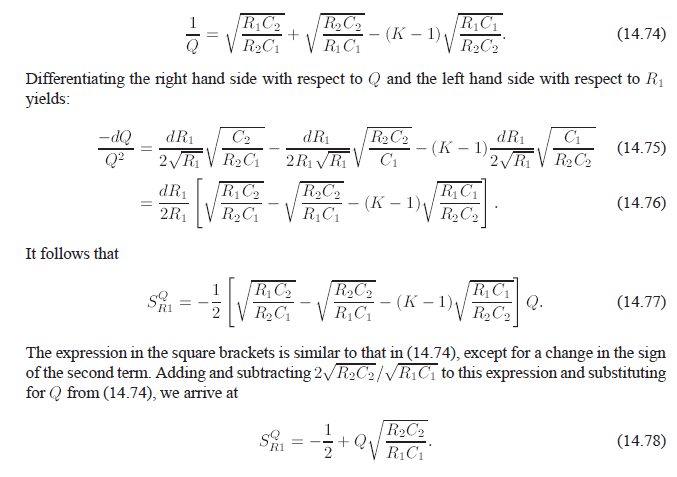 \frac{1}{Q} = \sqrt{\frac{R_1C_2}{R_2C_1}} + \sqrt{\frac{R_2C_2}{R_1C_1}} - (K-1)\sqrt{\frac{R_1C_1}{R_2C_2}}. (14.74)
Differentiating the right hand side with respect to Q and the left hand side with respect to R_1
yields:
\frac{-dQ}{Q^2} = \frac{dR_1}{2\sqrt{R_1}}\sqrt{\frac{C_2}{R_2C_1}} - \frac{dR_1}{2R_1\sqrt{R_1}}\sqrt{\frac{R_2C_2}{C_1}} - (K-1)\frac{dR_1}{2\sqrt{R_1}}\sqrt{\frac{C_1}{R_2C_2}} (14.75)
= \frac{dR_1}{2R_1}\left[\sqrt{\frac{R_1C_2}{R_2C_1}} - \sqrt{\frac{R_2C_2}{R_1C_1}} - (K-1)\sqrt{\frac{R_1C_1}{R_2C_2}}\right]. (14.76)
It follows that
S_{R1}^{Q} = -\frac{1}{2}\left[\sqrt{\frac{R_1C_2}{R_2C_1}} - \sqrt{\frac{R_2C_2}{R_1C_1}} - (K-1)\sqrt{\frac{R_1C_1}{R_2C_2}}\right] Q. (14.77)
The expression in the square brackets is similar to that in (14.74), except for a change in the sign
of the second term. Adding and subtracting 2\sqrt{R_2C_2}/\sqrt{R_1C_1} to this expression and substituting
for Q from (14.74), we arrive at
S_{R1}^{Q} = -\frac{1}{2} + Q\sqrt{\frac{R_2C_2}{R_1C_1}}. (14.78)